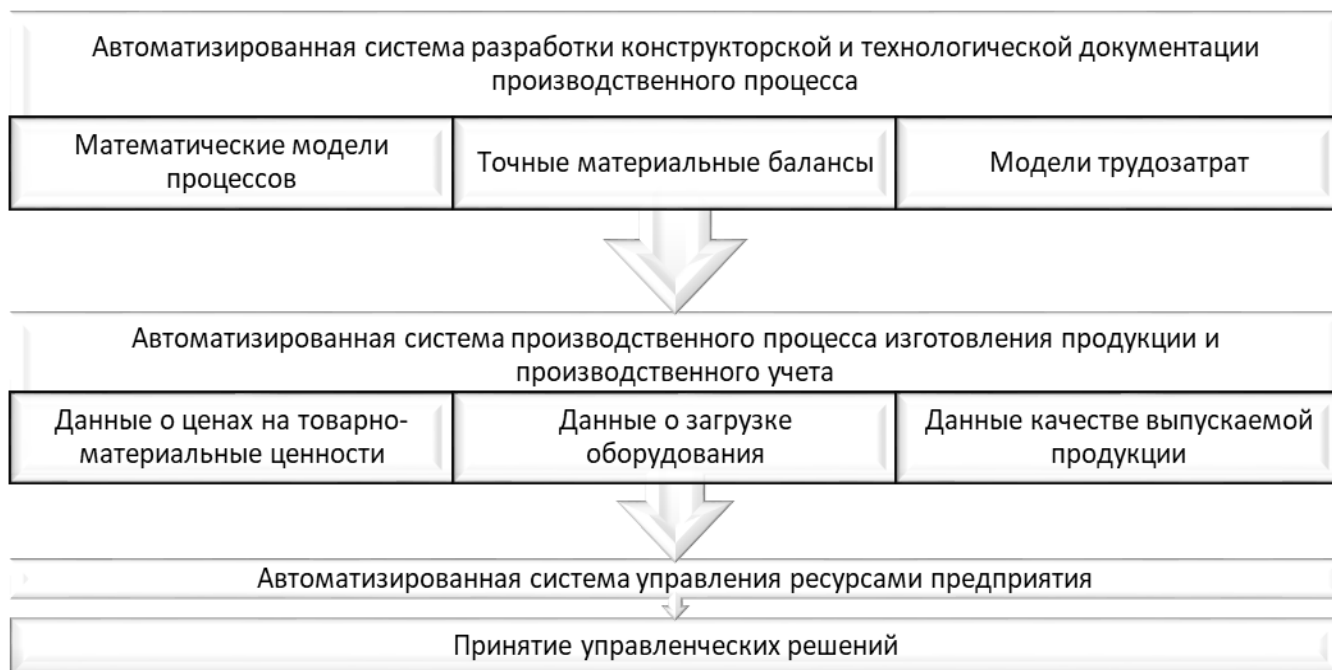 Автоматизированная система разработки конструкторской и технологической документации
производственного процесса
Математические модели
процессов
Точные материальные балансы
Модели трудозатрат
Автоматизированная система производственного процесса изготовления продукции и
производственного учета
Данные о ценах на товарно-
материальные ценности
Данные о загрузке
оборудования
Данные качестве выпускаемой
продукции
Автоматизированная система управления ресурсами предприятия
Принятие управленческих решений